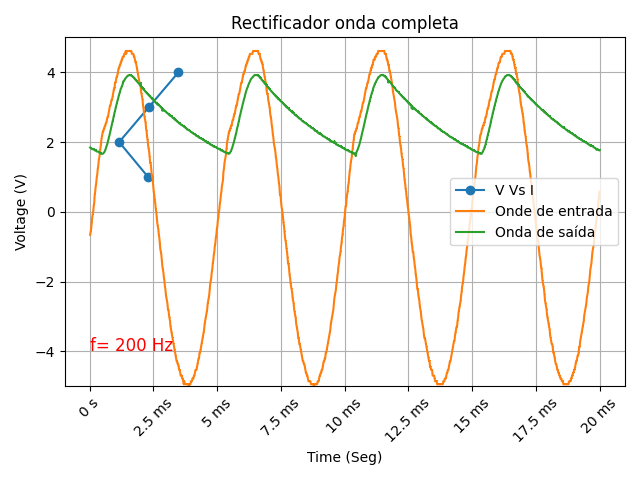 Rectificador onda completa
Voltage (V)
4
2
0
−2
−4
V Vs I
Onde de entrada
Onda de saída
f= 200 Hz
0 s
2.5 ms
5 ms
7.5 ms
10 ms
12.5 ms
15 ms
17.5 ms
20 ms
Time (Seg)